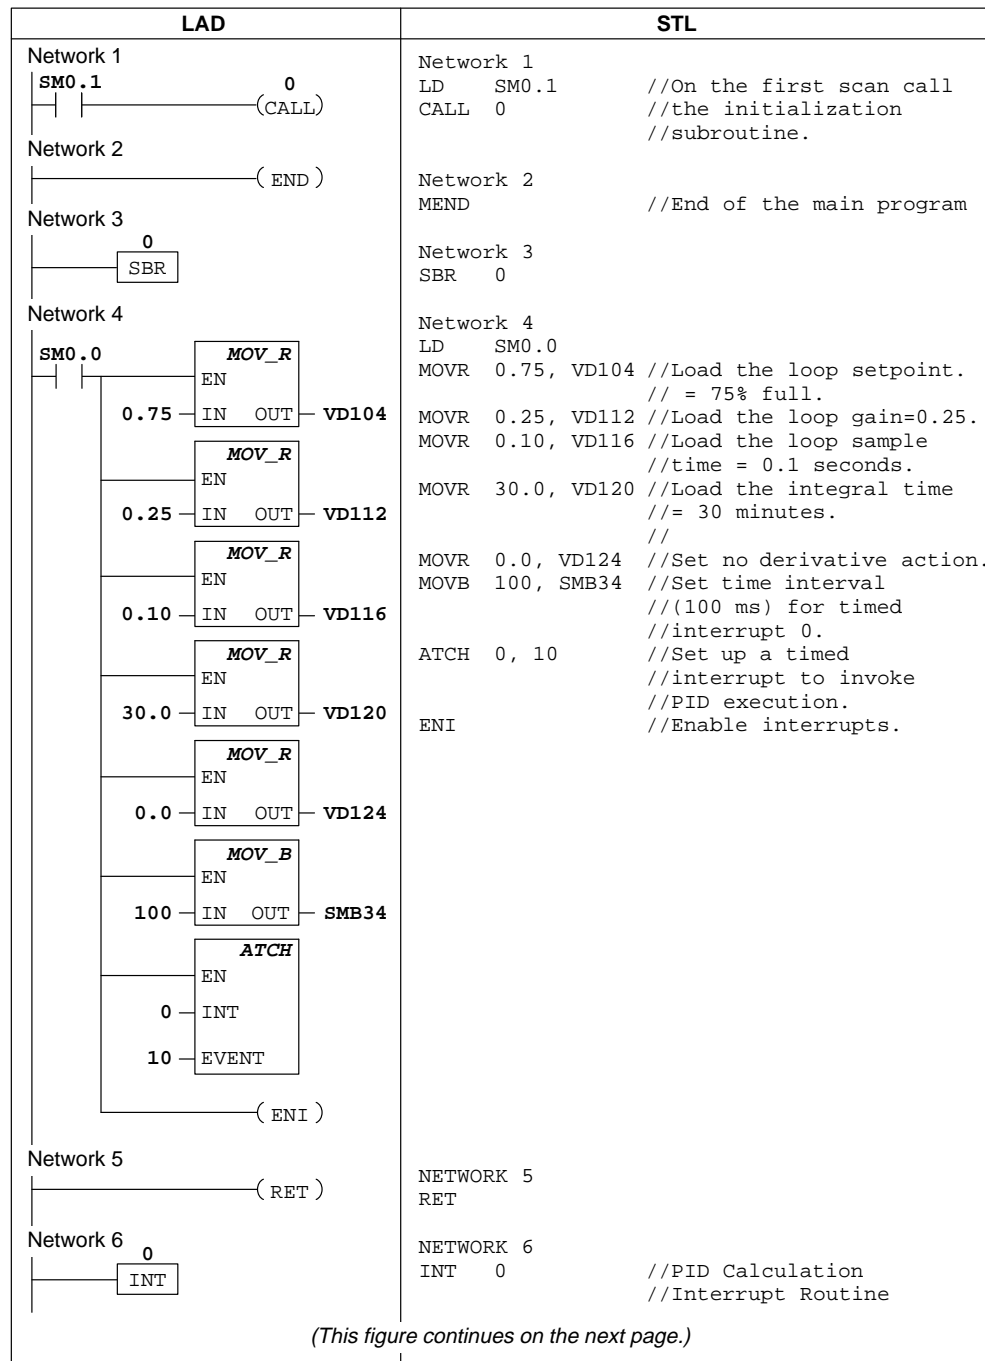 LAD
STL
Network 1
SM0.1 0
(CALL)
Network 2
( END )
Network 3
0
SBR
Network 4
SM0.0
MOV_R
EN
0.75 IN OUT VD104
MOV_R
EN
0.25 IN OUT VD112
MOV_R
EN
0.10 IN OUT VD116
MOV_R
EN
30.0 IN OUT VD120
MOV_R
EN
0.0 IN OUT VD124
MOV_B
EN
100 IN OUT SMB34
ATCH
EN
0 INT
10 EVENT
( ENI )
Network 5
( RET )
Network 6
0
INT
Network 1
LD SM0.1 //On the first scan call
CALL 0 //the initialization
//subroutine.
Network 2
MEND //End of the main program
Network 3
SBR 0
Network 4
LD SM0.0
MOVR 0.75, VD104 //Load the loop setpoint.
// = 75% full.
MOVR 0.25, VD112 //Load the loop gain=0.25.
MOVR 0.10, VD116 //Load the loop sample
//time = 0.1 seconds.
MOVR 30.0, VD120 //Load the integral time
//= 30 minutes.
//
MOVR 0.0, VD124 //Set no derivative action.
MOVB 100, SMB34 //Set time interval
//(100 ms) for timed
//interrupt 0.
ATCH 0, 10 //Set up a timed
//interrupt to invoke
//PID execution.
ENI //Enable interrupts.
NETWORK 5
RET
NETWORK 6
INT 0 //PID Calculation
//Interrupt Routine
(This figure continues on the next page.)